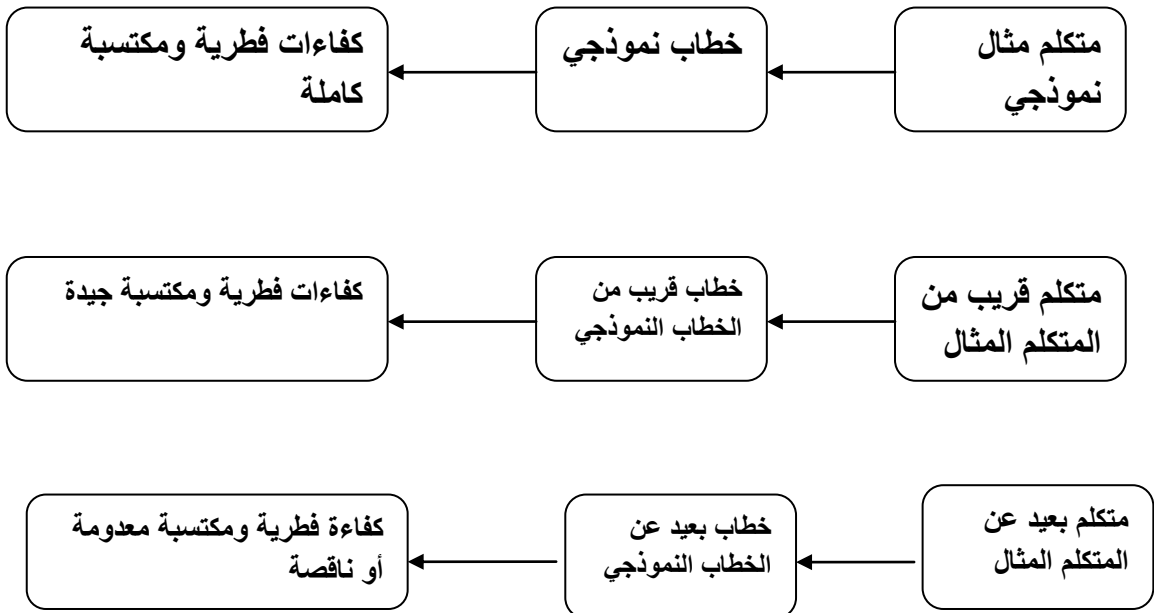 متكلم مثال
نموذجي
خطاب نموذجي
كفاءات فطرية ومكتسبة
كاملة
متكلم قريب من
المتكلم المثال
خطاب قريب من
الخطاب النموذجي
كفاءات فطرية ومكتسبة جيدة
متكلم بعيد عن
المتكلم المثال
خطاب بعيد عن
الخطاب النموذجي
كفاءة فطرية ومكتسبة معدومة
أو ناقصة